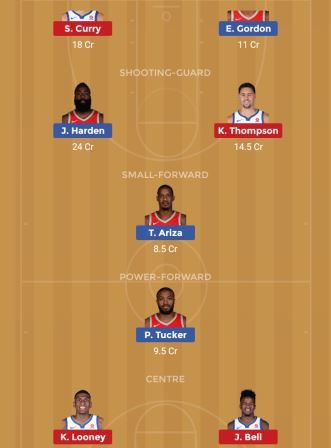 S. Curry
E. Gordon
18 Cr
11 Cr
SHOOTING-GUARD
J. Harden
K. Thompson
24 Cr
14.5 Cr
SMALL-FORWARD
T. Ariza
8.5 Cr
POWER-FORWARD
P. Tucker
9.5 Cr
CENTRE
K. Looney
J. Bell